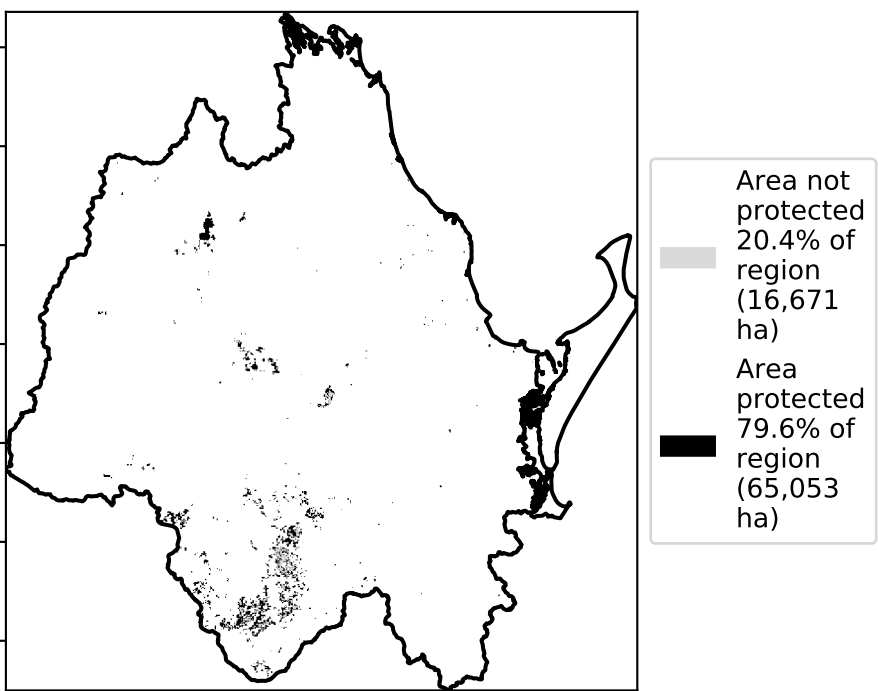 Area not
protected
20.4% of
region
(16,671
ha)
Area
protected
79.6% of
region
(65,053
ha)